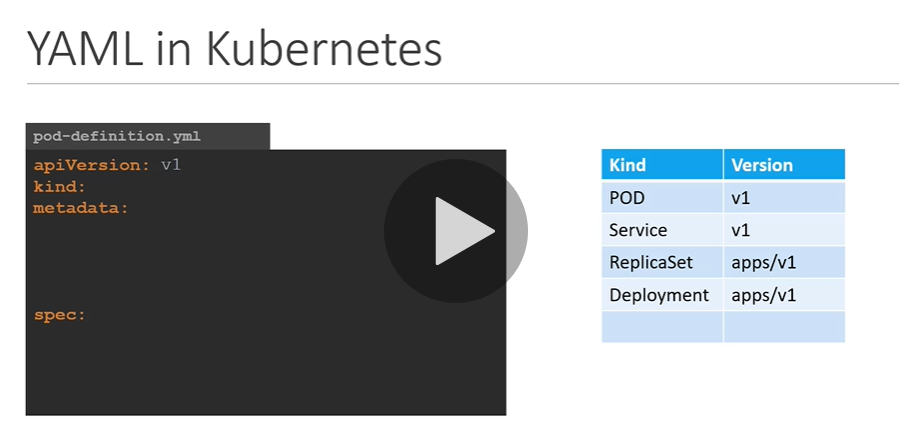 YAML in Kubernetes
pod-definition.yml
apiVersion: v1
kind:
metadata:
spec:
Kind Version
POD v1
Service v1
ReplicaSet apps/v1
Deployment apps/v1